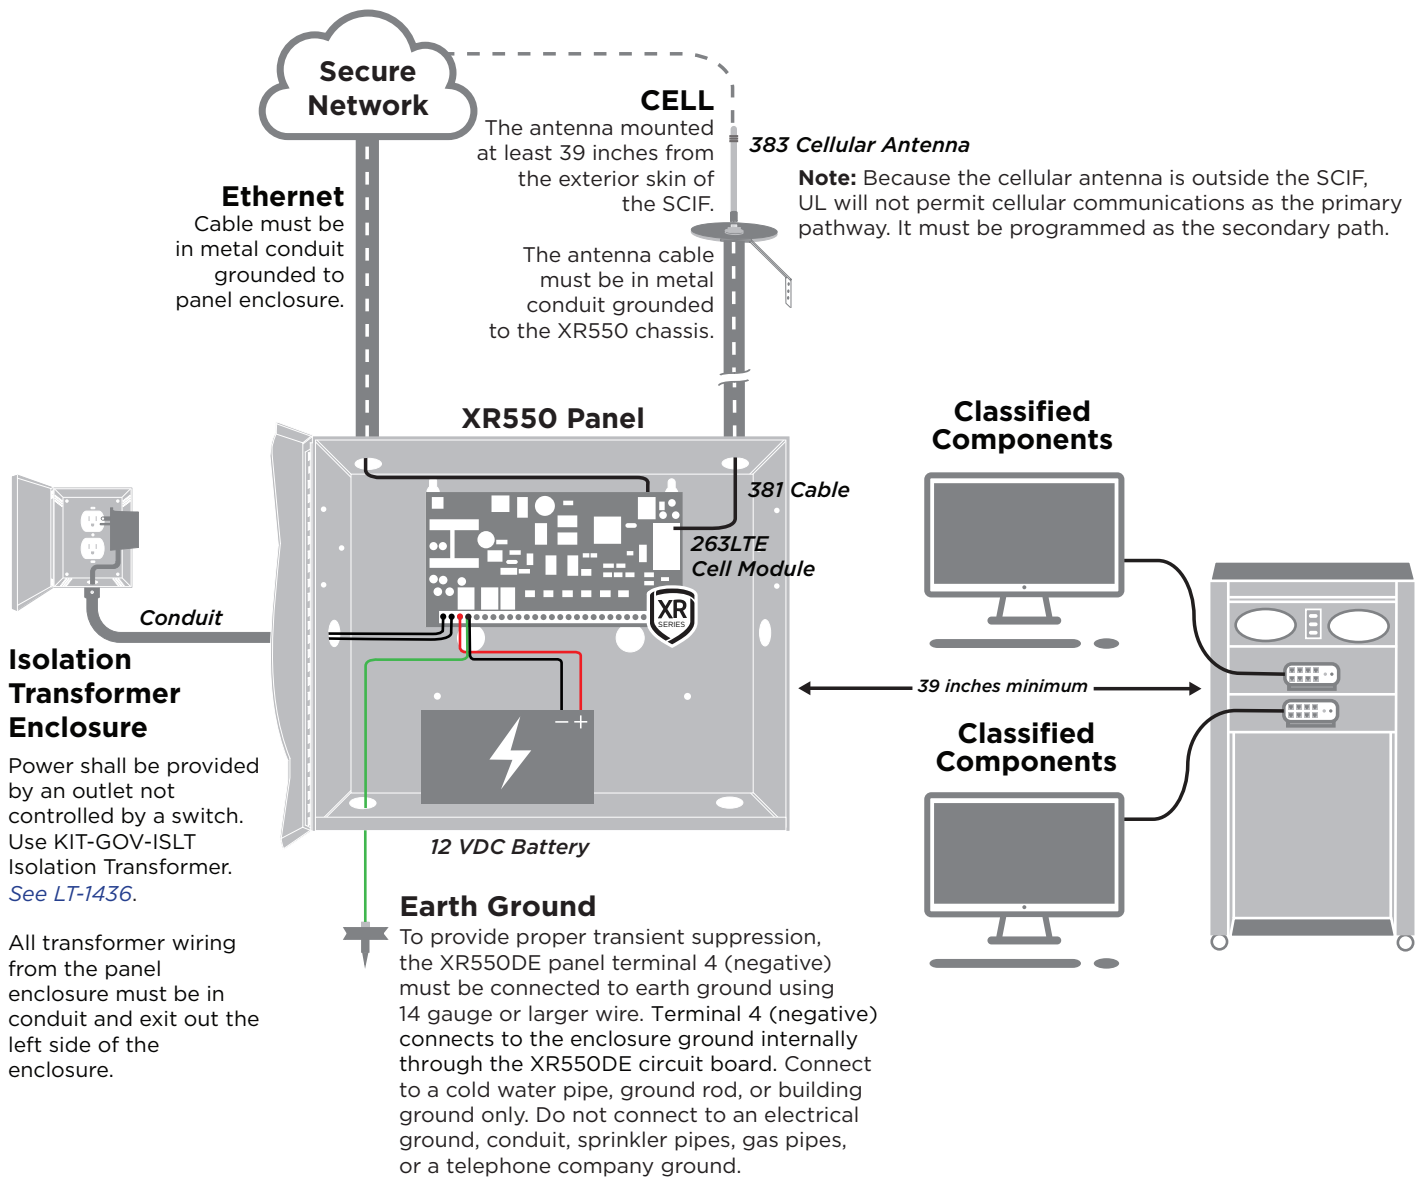 Secure
Network
CELL
The antenna mounted
at least 39 inches from
the exterior skin of
the SCIF.
383 Cellular Antenna
Note: Because the cellular antenna is outside the SCIF,
UL will not permit cellular communications as the primary
pathway. It must be programmed as the secondary path.
Ethernet
Cable must be
in metal conduit
grounded to
panel enclosure.
The antenna cable
must be in metal
conduit grounded
to the XR550 chassis.
XR550 Panel
Classified
Components
381 Cable
263LTE
Cell Module
XR
SERIES
Conduit
Isolation
Transformer
Enclosure
Power shall be provided
by an outlet not
controlled by a switch.
Use KIT-GOV-ISLT
Isolation Transformer.
See LT-1436.
All transformer wiring
from the panel
enclosure must be in
conduit and exit out the
left side of the
enclosure.
39 inches minimum
Classified
Components
− +
12 VDC Battery
Earth Ground
To provide proper transient suppression,
the XR550DE panel terminal 4 (negative)
must be connected to earth ground using
14 gauge or larger wire. Terminal 4 (negative)
connects to the enclosure ground internally
through the XR550DE circuit board. Connect
to a cold water pipe, ground rod, or building
ground only. Do not connect to an electrical
ground, conduit, sprinkler pipes, gas pipes,
or a telephone company ground.